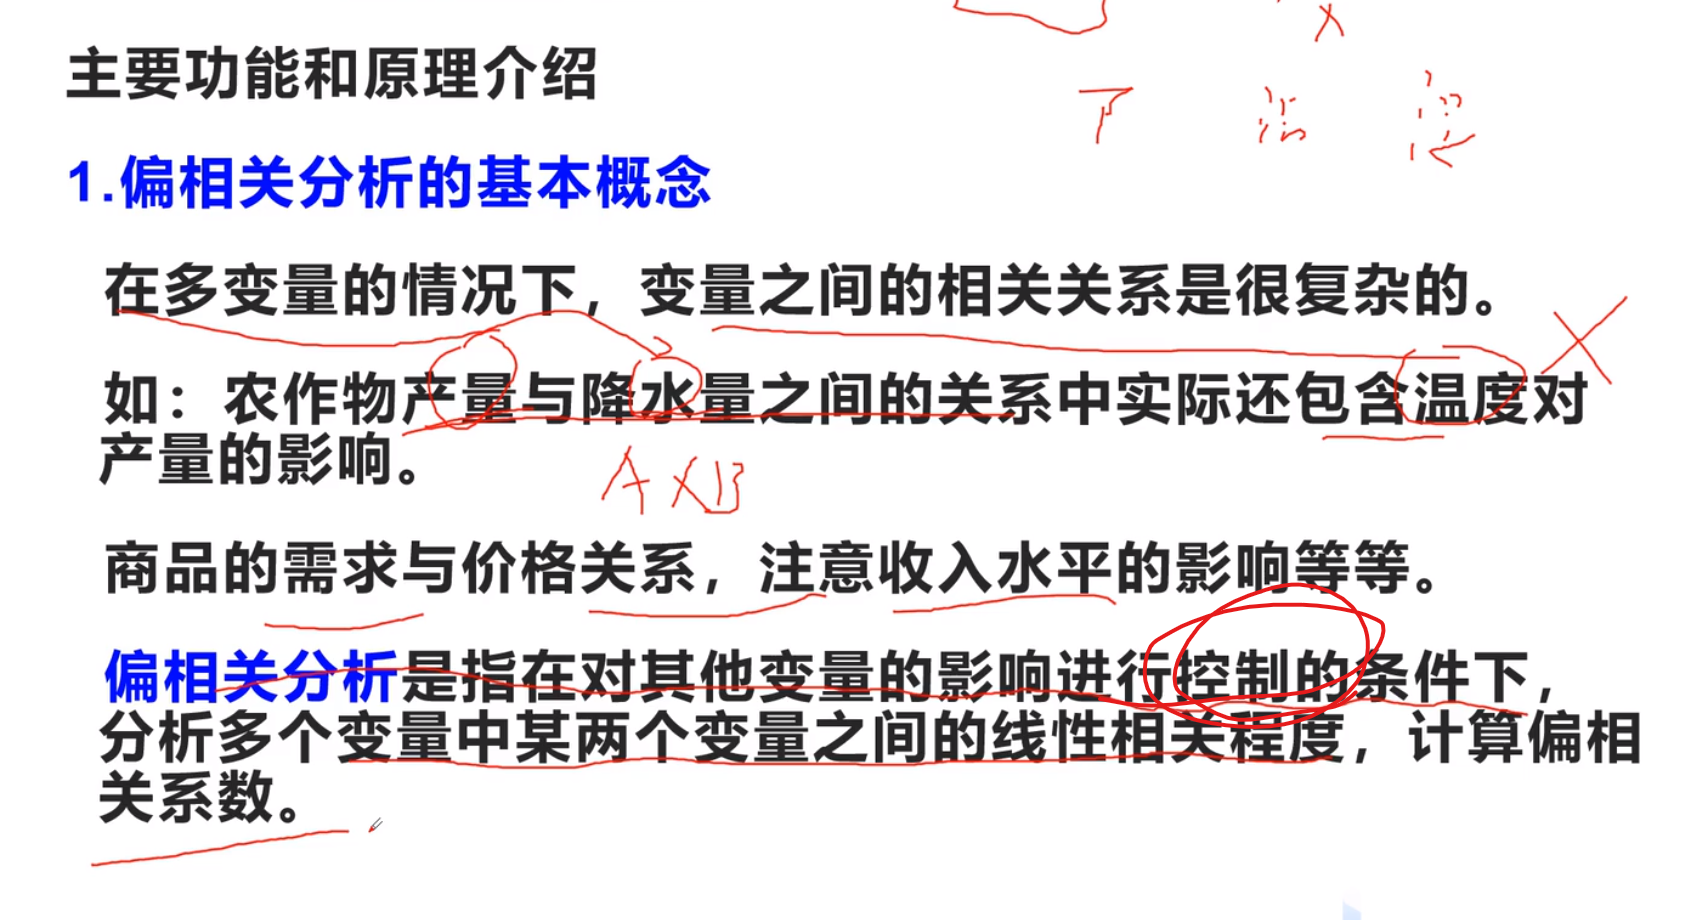 主要功能和原理介绍
1.偏相关分析的基本概念
在多变量的情况下，变量之间的相关关系是很复杂的。
如：农作物产量与降水量之间的关系中实际还包含温度对
产量的影响。
A X B
商品的需求与价格关系，注意收入水平的影响等等。
偏相关分析是指在对其他变量的影响进行控制的条件下，
分析多个变量中某两个变量之间的线性相关程度，计算偏相
关系数。